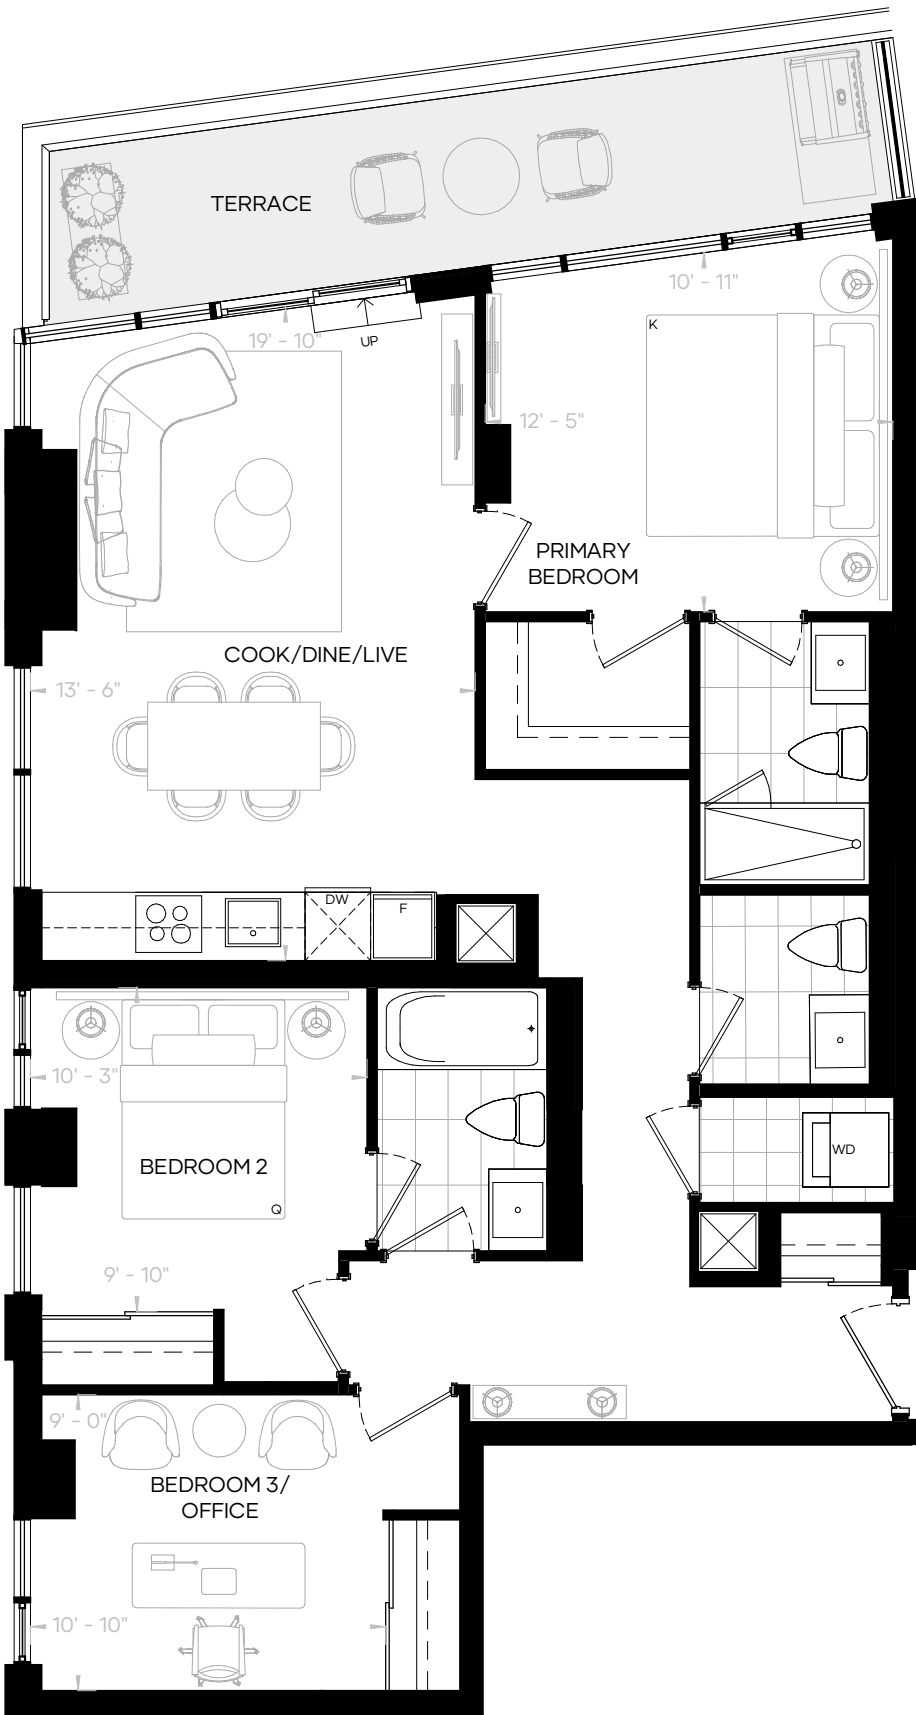 TERRACE
10' - 11"
19' - 10"
UP
K
12' - 5"
PRIMARY
BEDROOM
COOK/DINE/LIVE
13' - 6"
DW
F
10' - 3"
BEDROOM 2
WD
Q
9' - 10"
9' - 0"
BEDROOM 3/
OFFICE
10' - 10"